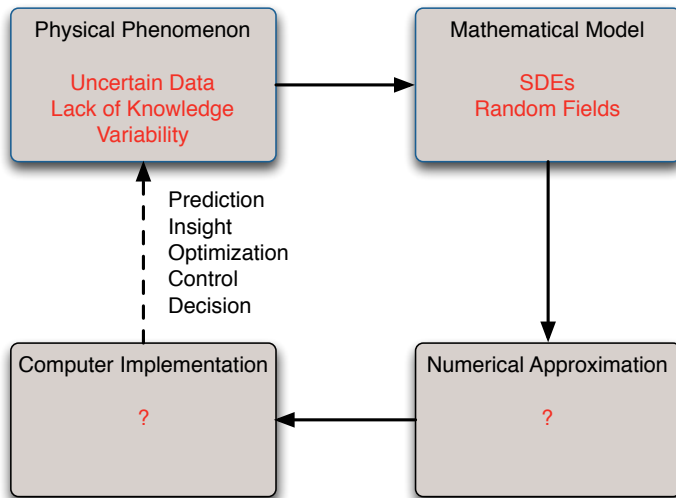 Physical Phenomenon
Uncertain Data
Lack of Knowledge
Variability
Mathematical Model
SDEs
Random Fields
Prediction
Insight
Optimization
Control
Decision
Computer Implementation
?
Numerical Approximation
?